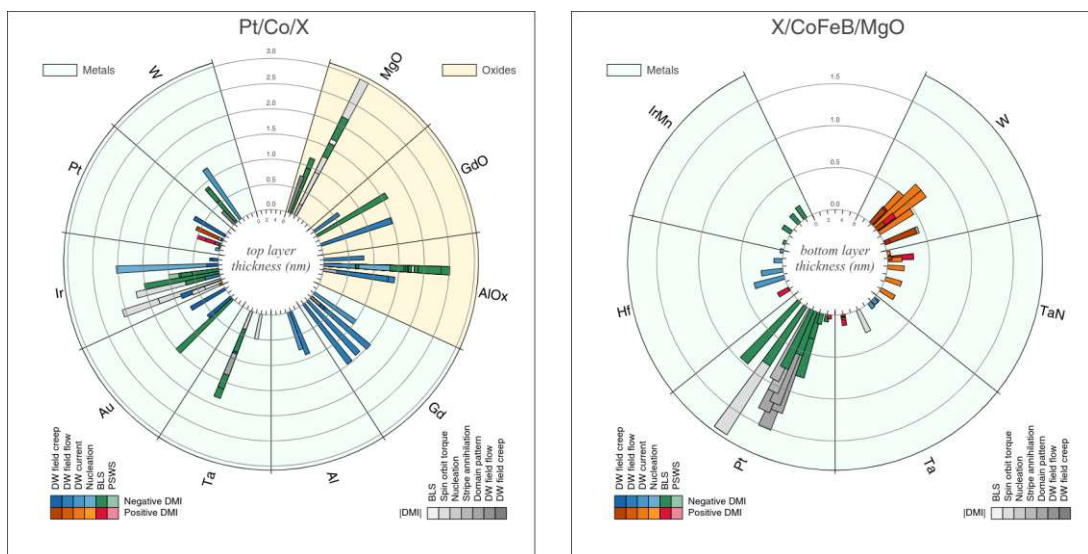 Pt/Co/X
Metals
Oxides
W
MgO
GdO
AlOx
Gd
Al
Ta
Au
Ir
Pt
3.0
2.5
2.0
1.5
1.0
0.5
0.0
0 2 4 6
top layer
thickness (nm)
DW field creep
DW field flow
DW current
Nucleation
BLS
PSWS
Negative DMI
Positive DMI
BLS
Spin orbit torque
Nucleation
Stripe annihilation
Domain pattern
DW field flow
DW field creep
|DMI|
X/CoFeB/MgO
Metals
IrMn
W
TaN
Ta
Pt
Hf
1.5
1.0
0.5
0.0
bottom layer
thickness (nm)
DW field creep
DW field flow
DW current
Nucleation
BLS
PSWS
Negative DMI
Positive DMI
BLS
Spin orbit torque
Nucleation
Stripe annihilation
Domain pattern
DW field flow
DW field creep
|DMI|